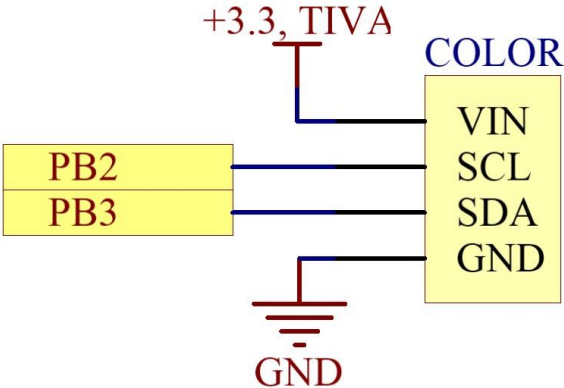 +3.3, TIVA
COLOR
VIN
PB2 SCL
PB3 SDA
GND
GND